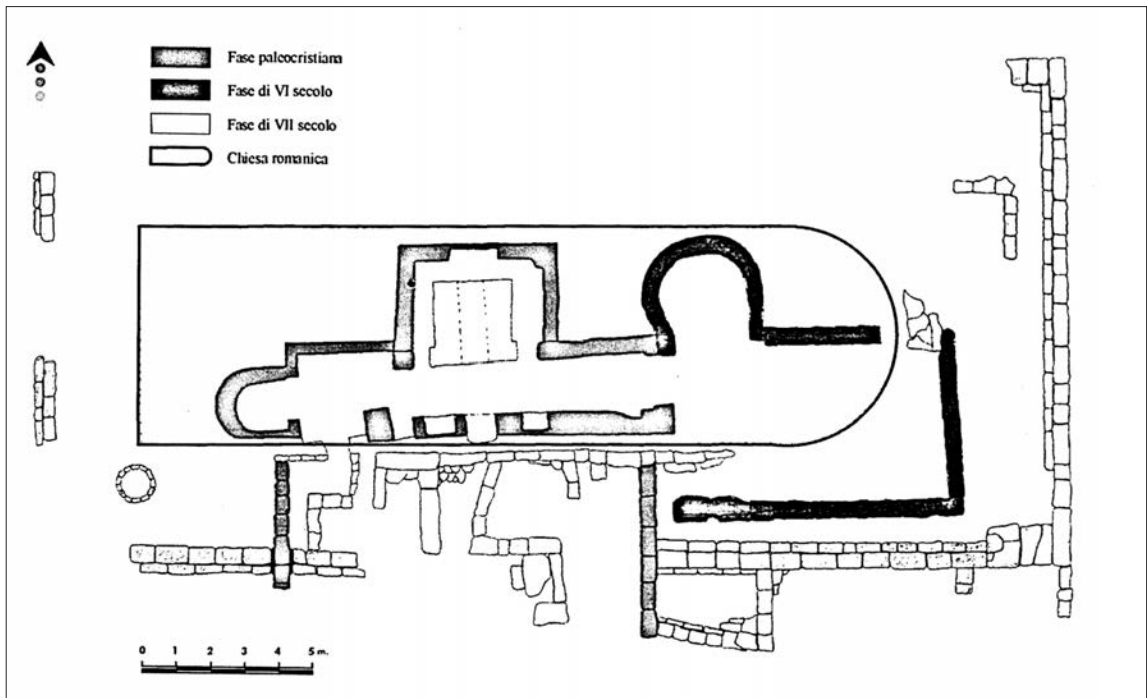 Fase paleocristiana
Fase di VI secolo
Fase di VII secolo
Chiesa romanica
0 1 2 3 4 5 m.